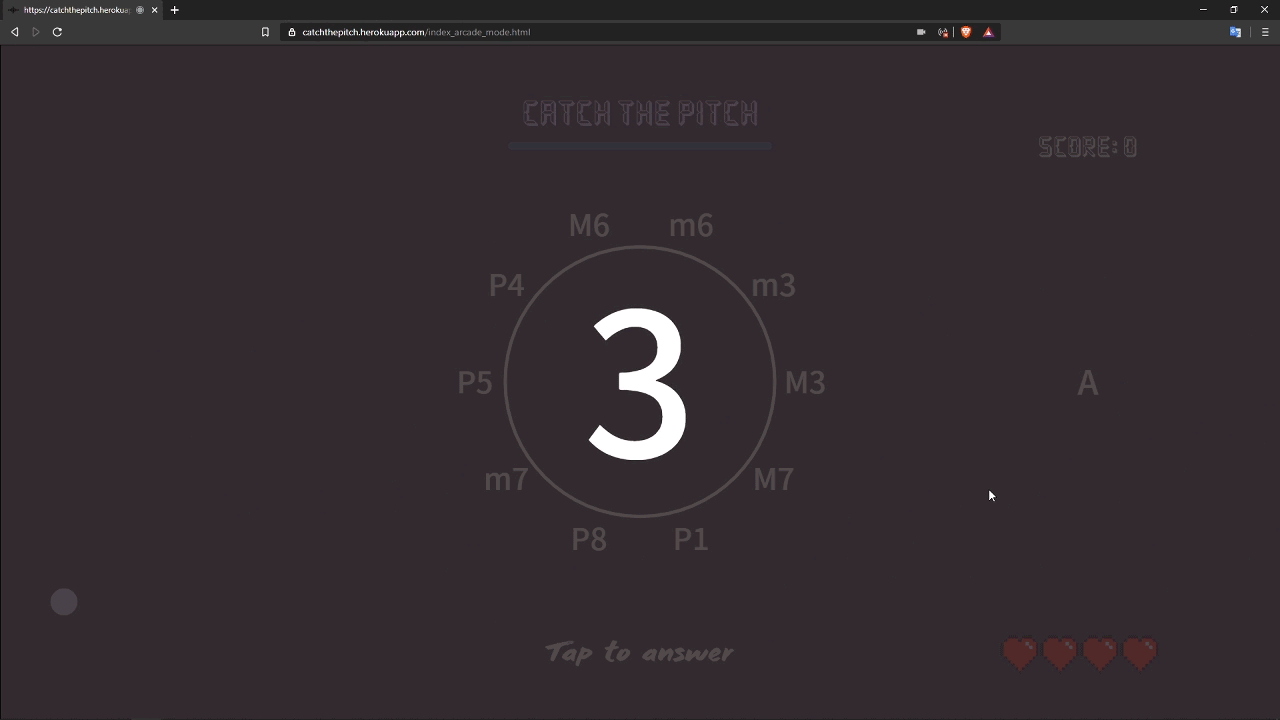 https://catchthepitch.heroku
catchthepitch.herokuapp.com/index_arcade_mode.html
CATCH THE PITCH
SCORE: 0
M6 m6
P4 m3
3
P5 M3 A
m7 M7
P8 P1
Tap to answer